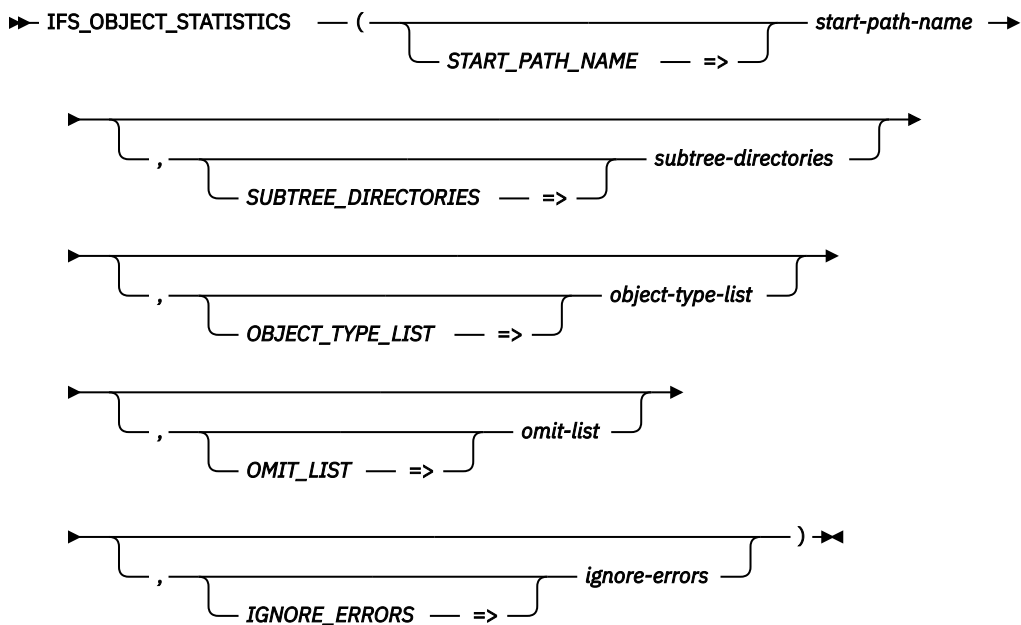 IFS_OBJECT_STATISTICS ( start-path-name
START_PATH_NAME =>
, subtree-directories
SUBTREE_DIRECTORIES =>
, object-type-list
OBJECT_TYPE_LIST =>
, omit-list
OMIT_LIST =>
)
, ignore-errors
IGNORE_ERRORS =>